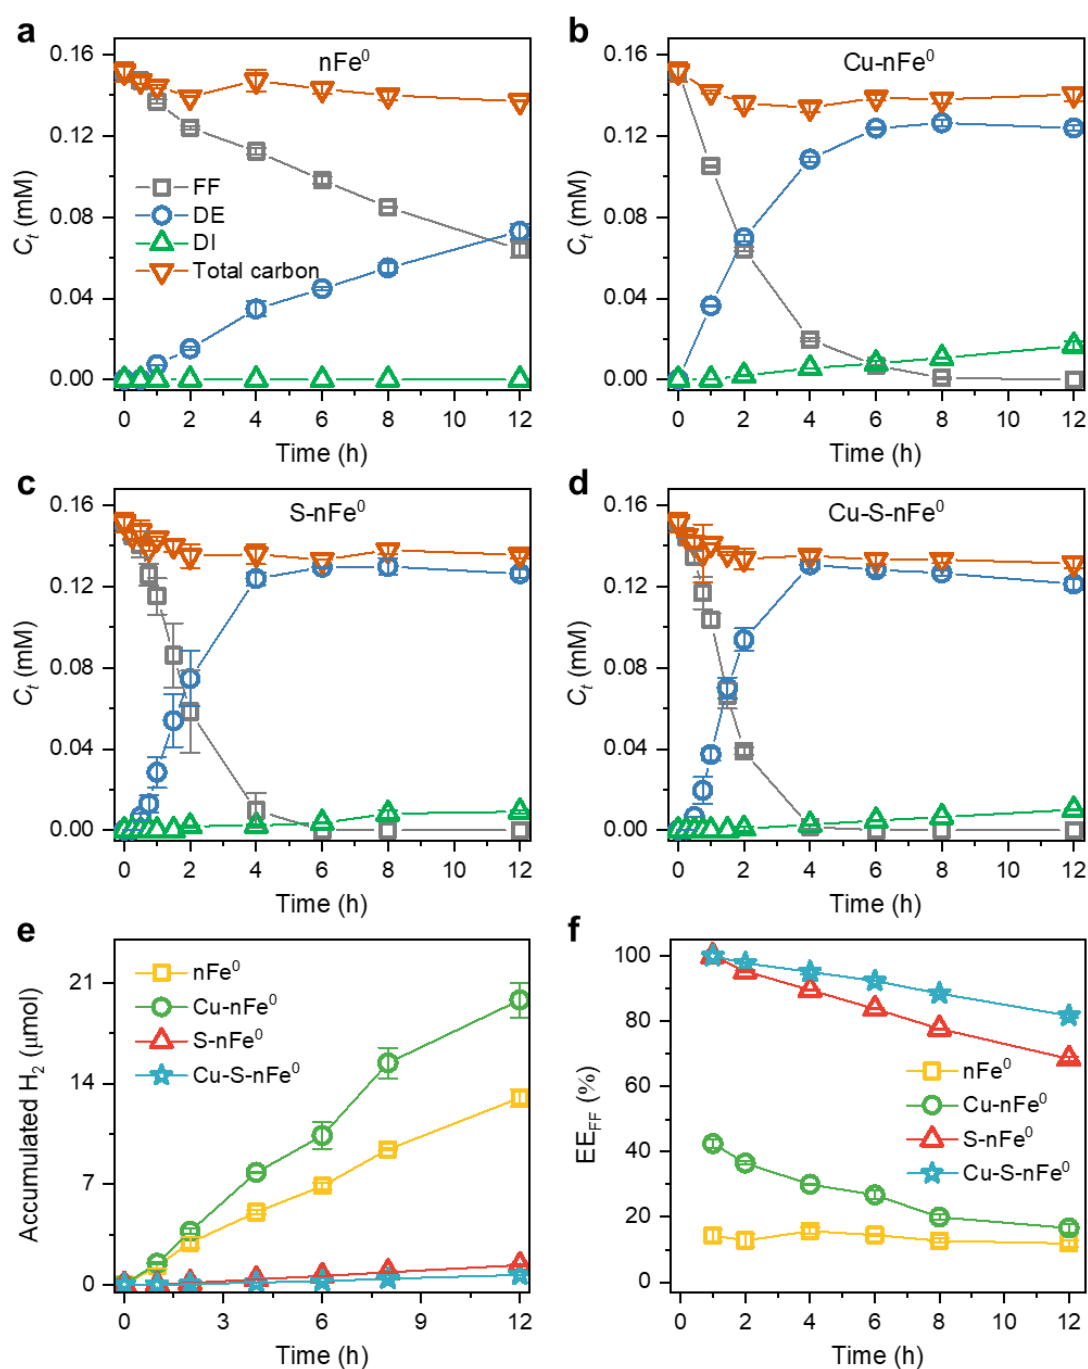 a
nFe⁰
0.16
0.12
0.08
0.04
0.00
Cₜ (mM)
FF
DE
DI
Total carbon
0 2 4 6 8 10 12
Time (h)
b
Cu-nFe⁰
0.16
0.12
0.08
0.04
0.00
Cₜ (mM)
0 2 4 6 8 10 12
Time (h)
c
S-nFe⁰
0.16
0.12
0.08
0.04
0.00
Cₜ (mM)
0 2 4 6 8 10 12
Time (h)
d
Cu-S-nFe⁰
0.16
0.12
0.08
0.04
0.00
Cₜ (mM)
0 2 4 6 8 10 12
Time (h)
e
21
14
7
0
Accumulated H₂ (μmol)
nFe⁰
Cu-nFe⁰
S-nFe⁰
Cu-S-nFe⁰
0 3 6 9 12
Time (h)
f
100
80
60
40
20
0
EE_FF (%)
nFe⁰
Cu-nFe⁰
S-nFe⁰
Cu-S-nFe⁰
0 2 4 6 8 10 12
Time (h)